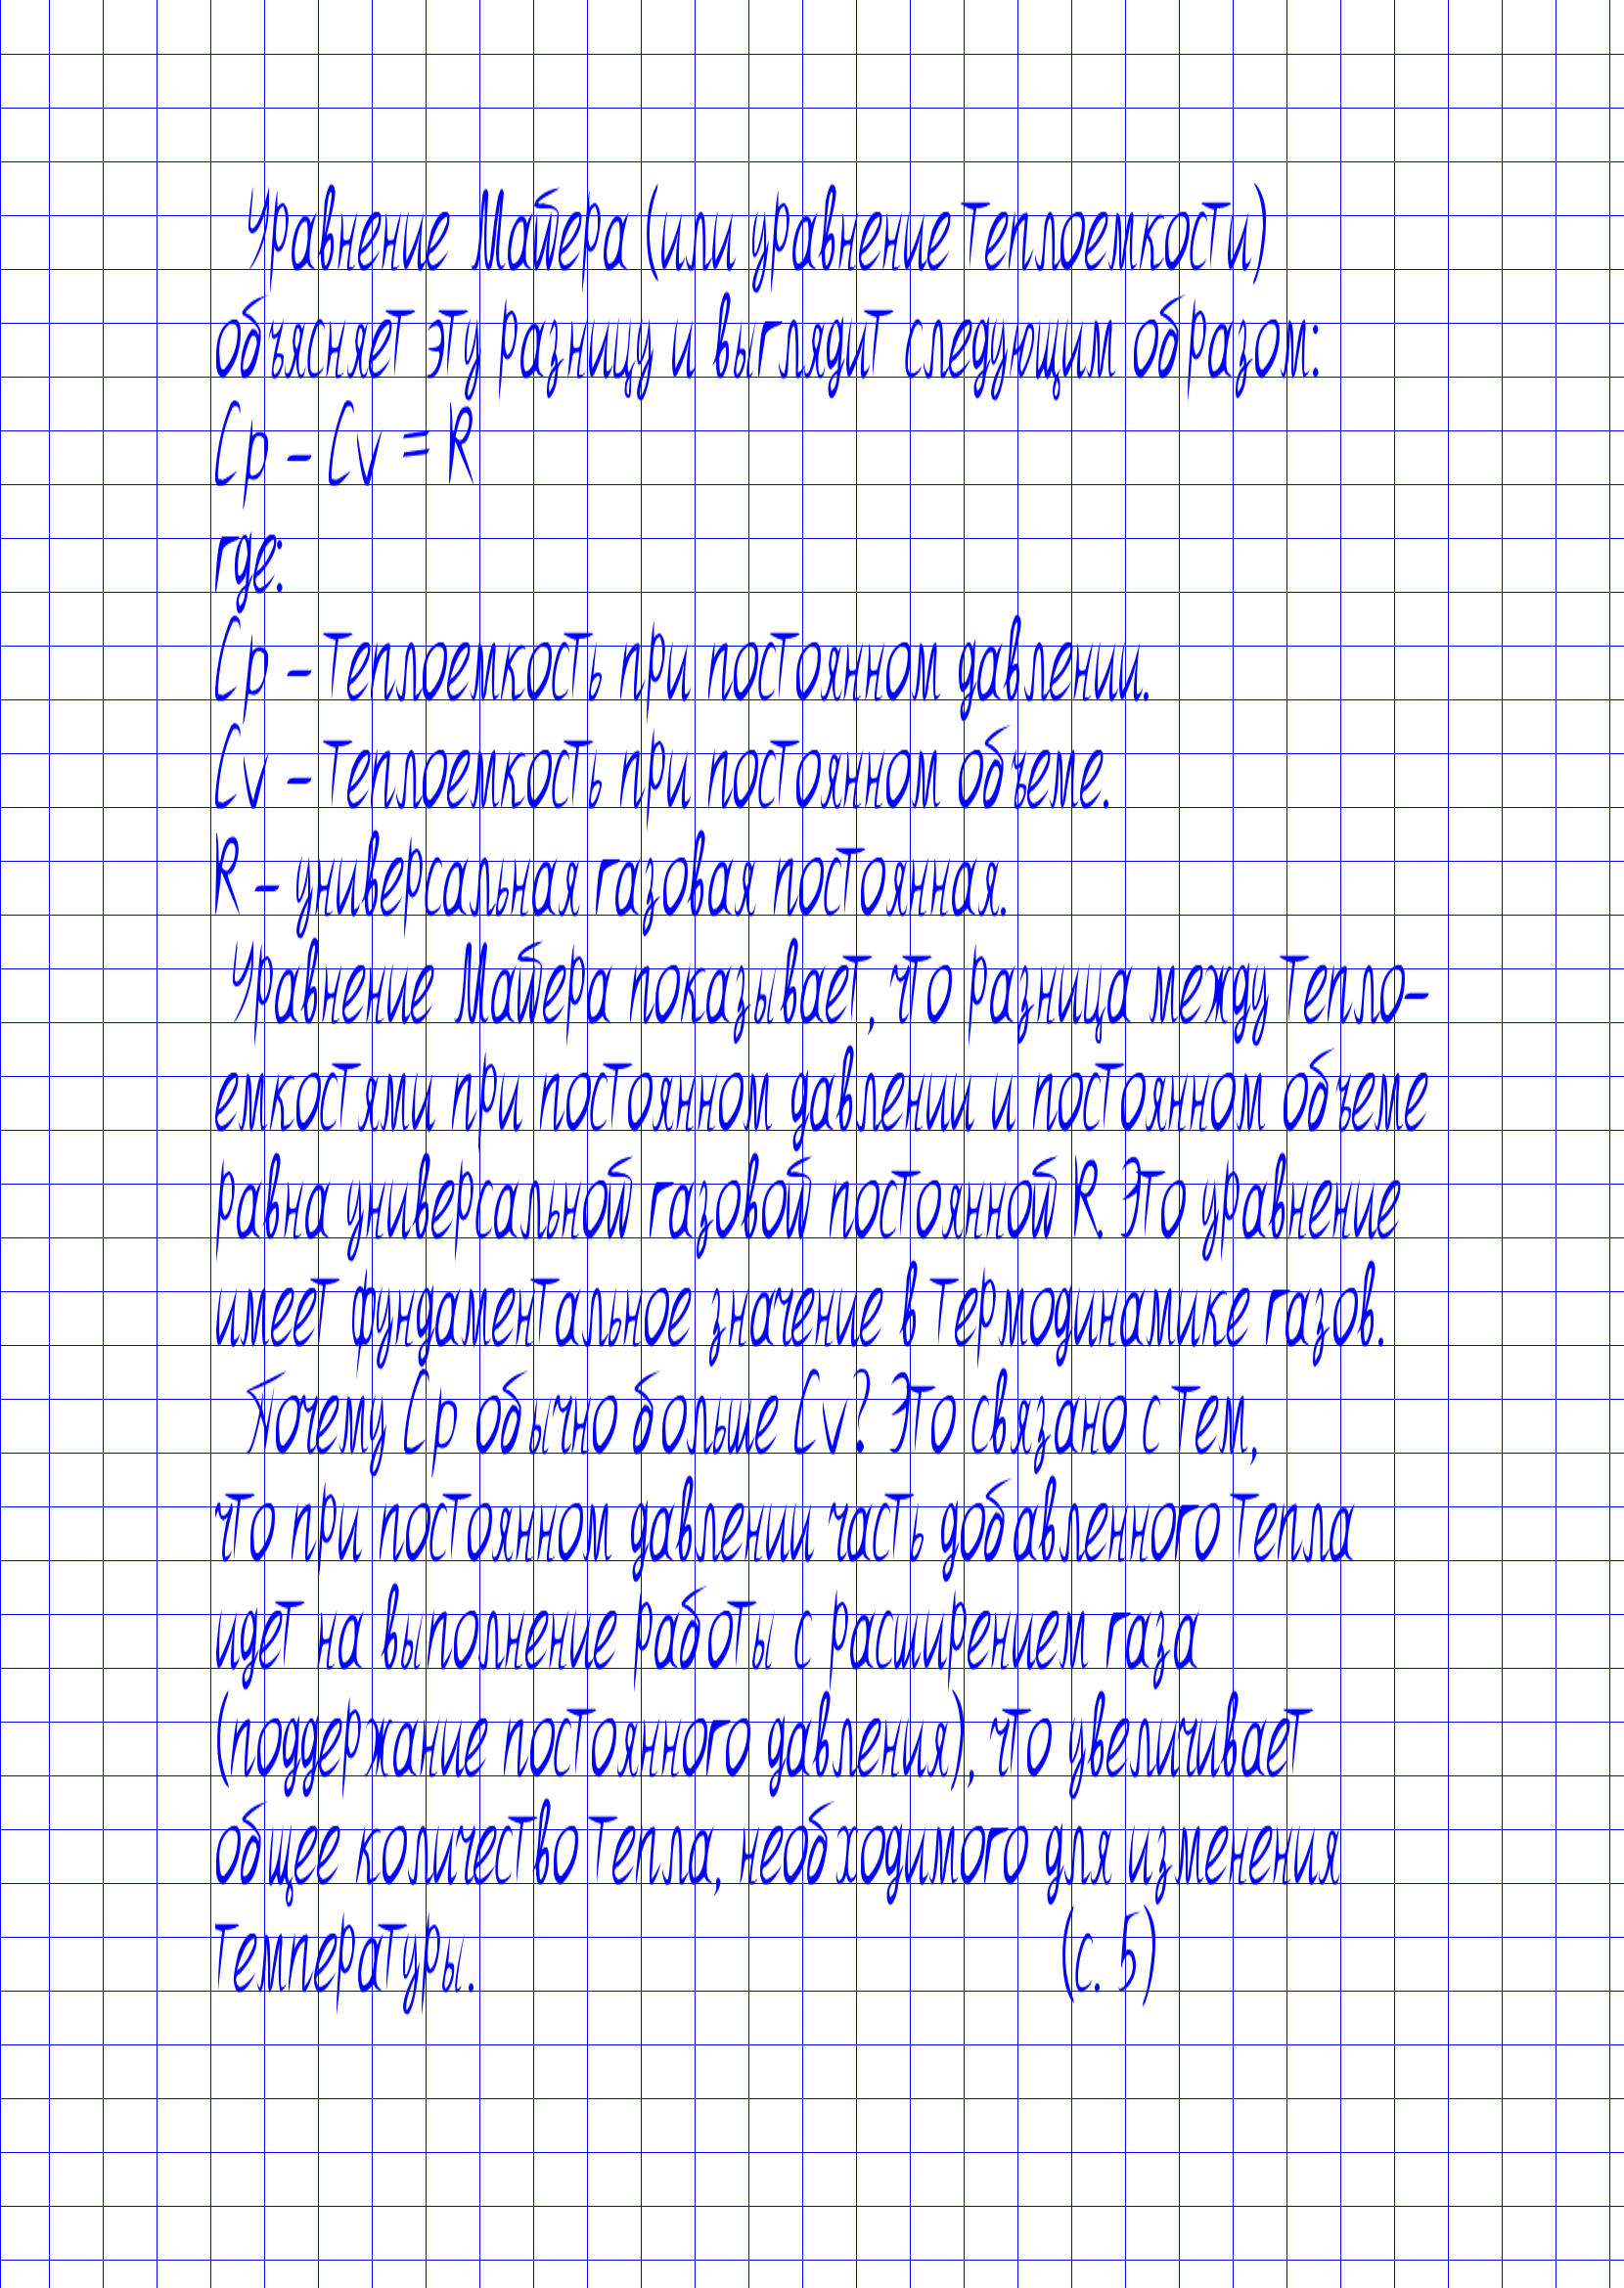 Уравнение Майера (или уравнение теплоемкости)
объясняет эту разницу и выглядит следующим образом:
Cp - Cv = R
где:
Cp - теплоемкость при постоянном давлении.
Cv - теплоемкость при постоянном объеме.
R - универсальная газовая постоянная.
Уравнение Майера показывает, что разница между тепло-
емкостями при постоянном давлении и постоянном объеме
равна универсальной газовой постоянной R. Это уравнение
имеет фундаментальное значение в термодинамике газов.
Почему Cp обычно больше Cv? Это связано с тем,
что при постоянном давлении часть добавленного тепла
идет на выполнение работы с расширением газа
(поддержание постоянного давления), что увеличивает
общее количество тепла, необходимого для изменения
температуры. (с. 5)